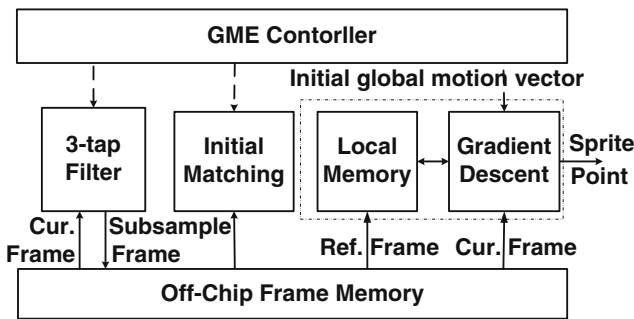 GME Contorller
Initial global motion vector
3-tap
Filter
Initial
Matching
Local
Memory
Gradient
Descent
Sprite
Point
Cur.
Frame
Subsample
Frame
Ref. Frame
Cur. Frame
Off-Chip Frame Memory